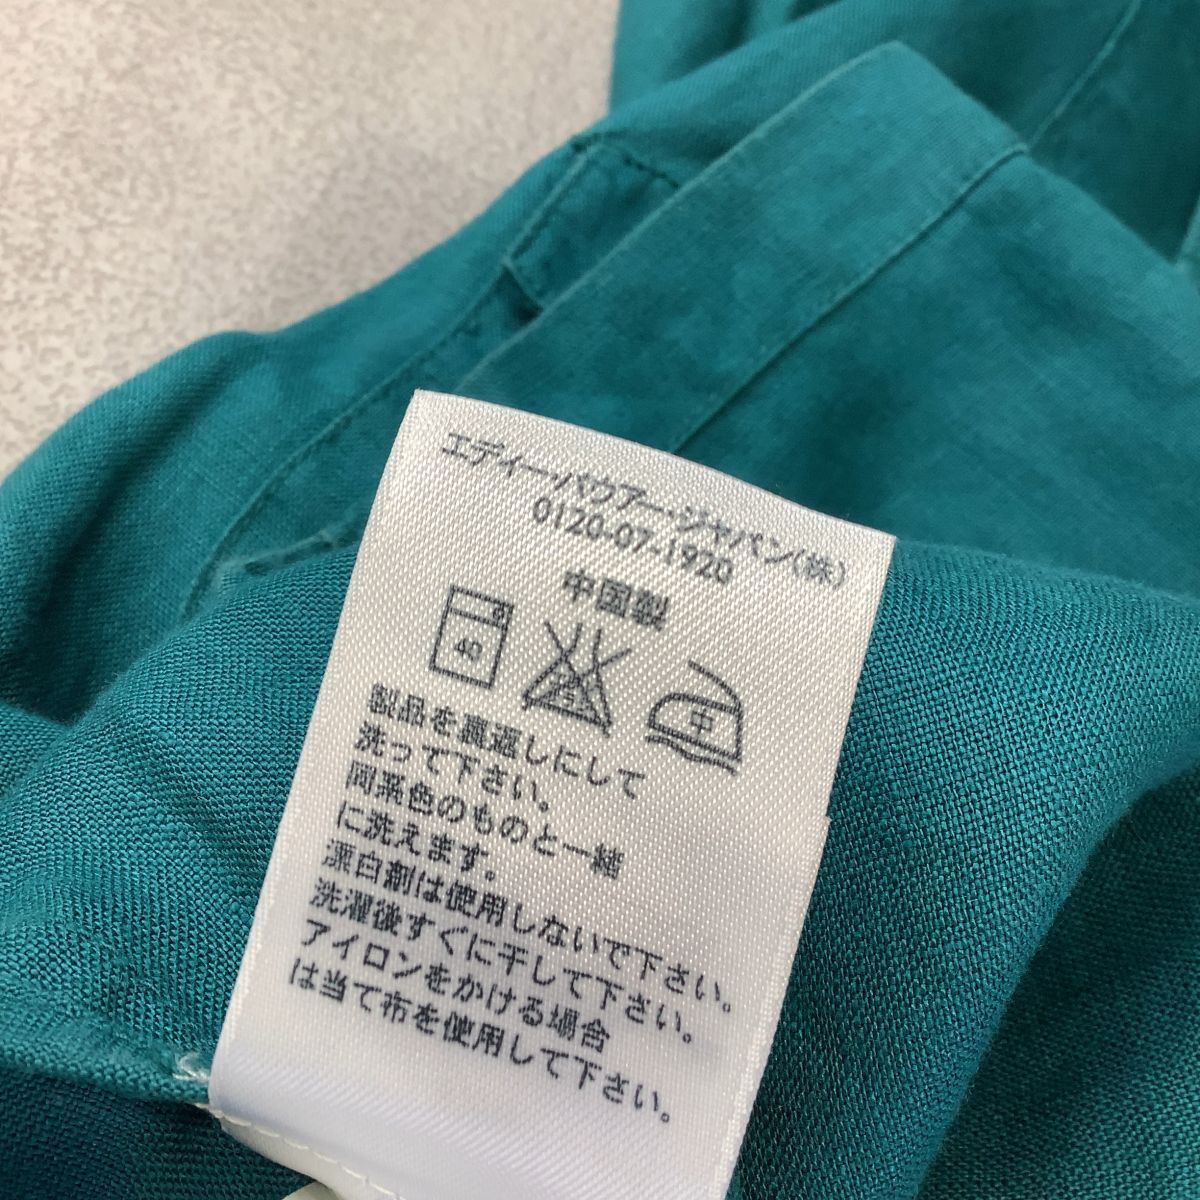 エディー・バウアー・ジャパン(株)
0120-07-1920
中国製
40
中
製品を裏返しにして
洗って下さい。
同系色のものと一緒
に洗えます。
漂白剤は使用しないで下さい。
洗濯後すぐに干して下さい。
アイロンをかける場合
は当て布を使用して下さい。